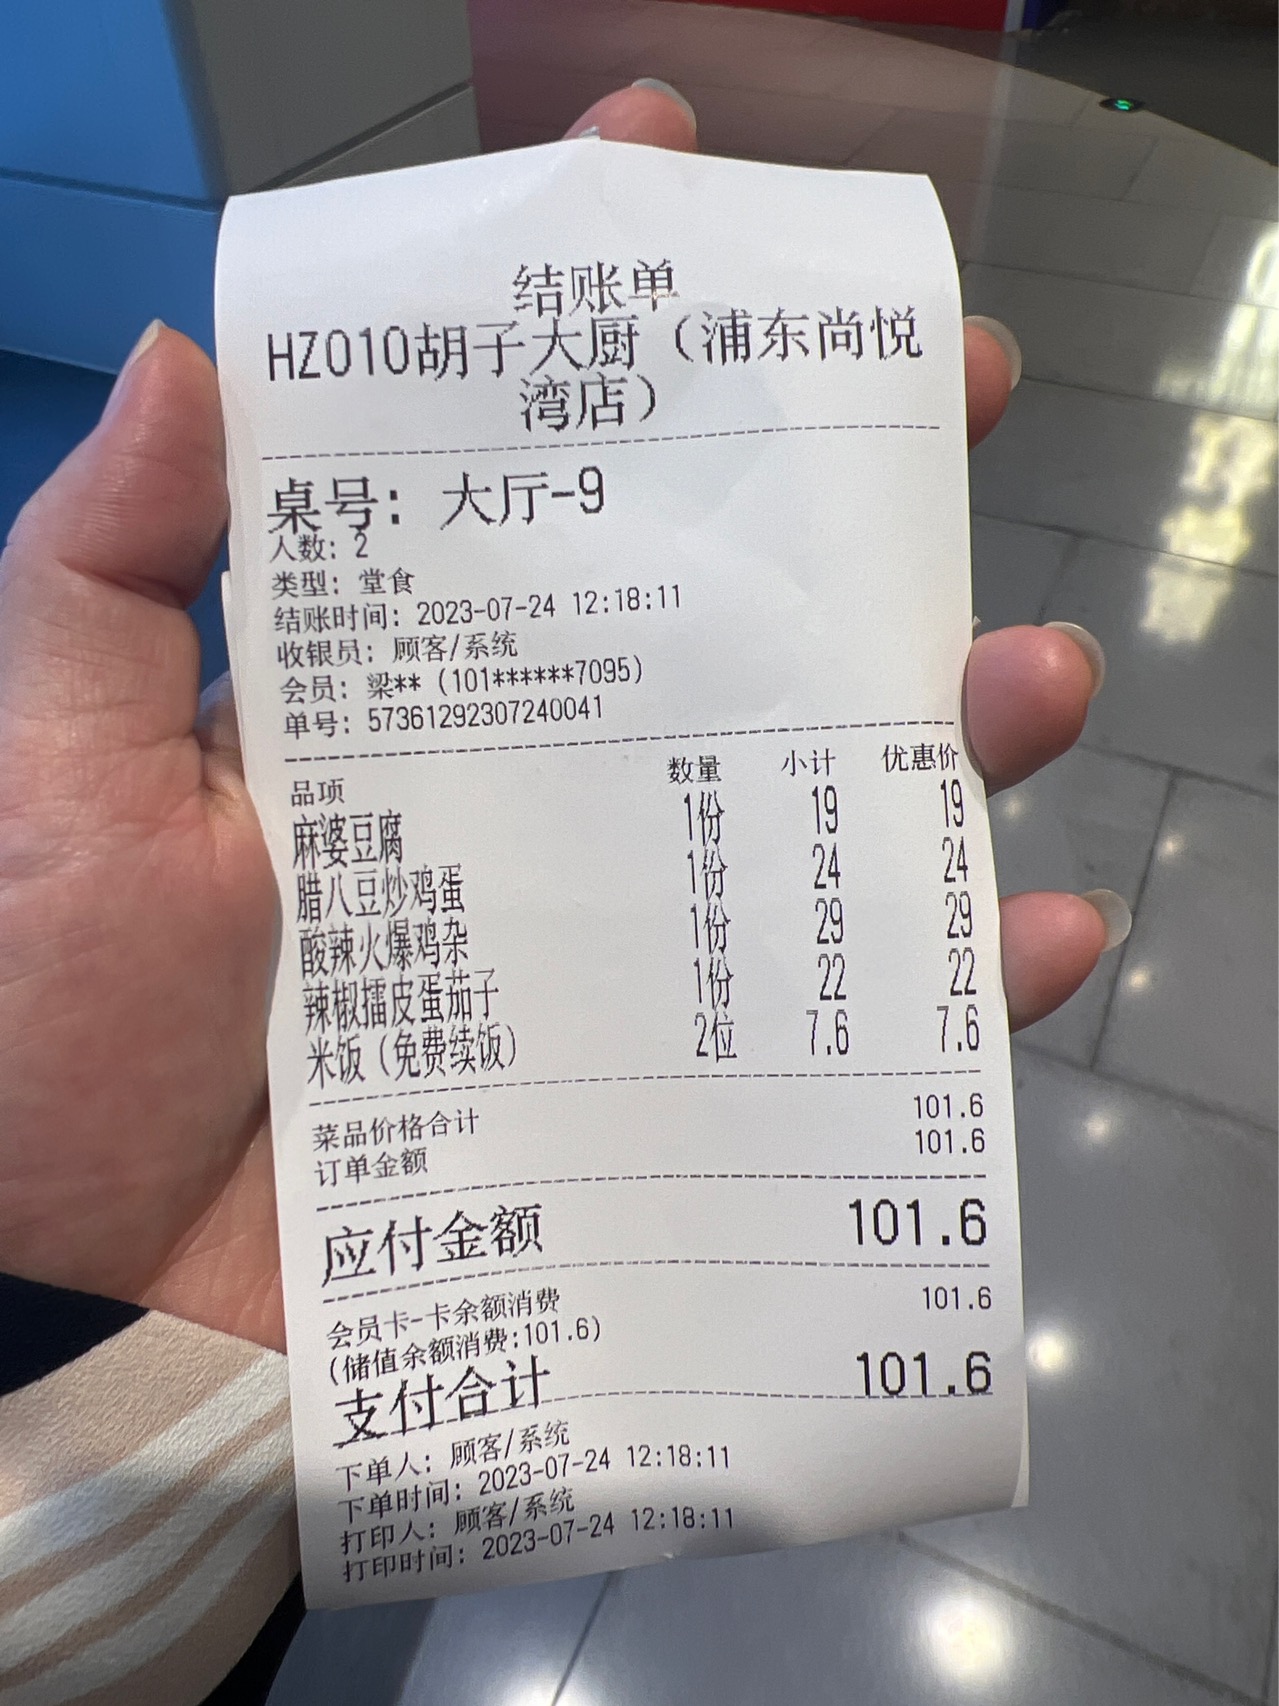 结账单
HZ010胡子大厨（浦东尚悦
湾店）
桌号：大厅-9
人数：2
类型：堂食
结账时间：2023-07-24 12:18:11
收银员：顾客/系统
会员：梁**（101******7095）
单号：57361292307240041
品项 数量 小计 优惠价
麻婆豆腐 1份 19 19
腊八豆炒鸡蛋 1份 24 24
酸辣火爆鸡杂 1份 29 29
辣椒擂皮蛋茄子 1份 22 22
米饭（免费续饭） 2位 7.6 7.6
菜品价格合计 101.6
订单金额 101.6
应付金额 101.6
会员卡-卡余额消费 101.6
(储值余额消费:101.6)
支付合计 101.6
下单人：顾客/系统
下单时间：2023-07-24 12:18:11
打印人：顾客/系统
打印时间：2023-07-24 12:18:11